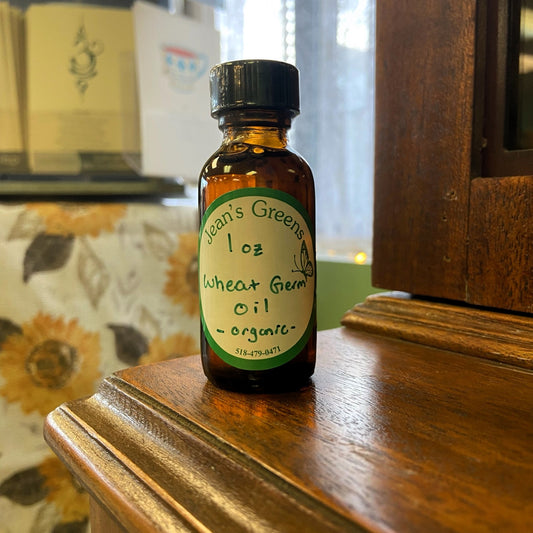 Jean's Greens
1 oz
Wheat Germ
Oil
- organic -
518-479-0471